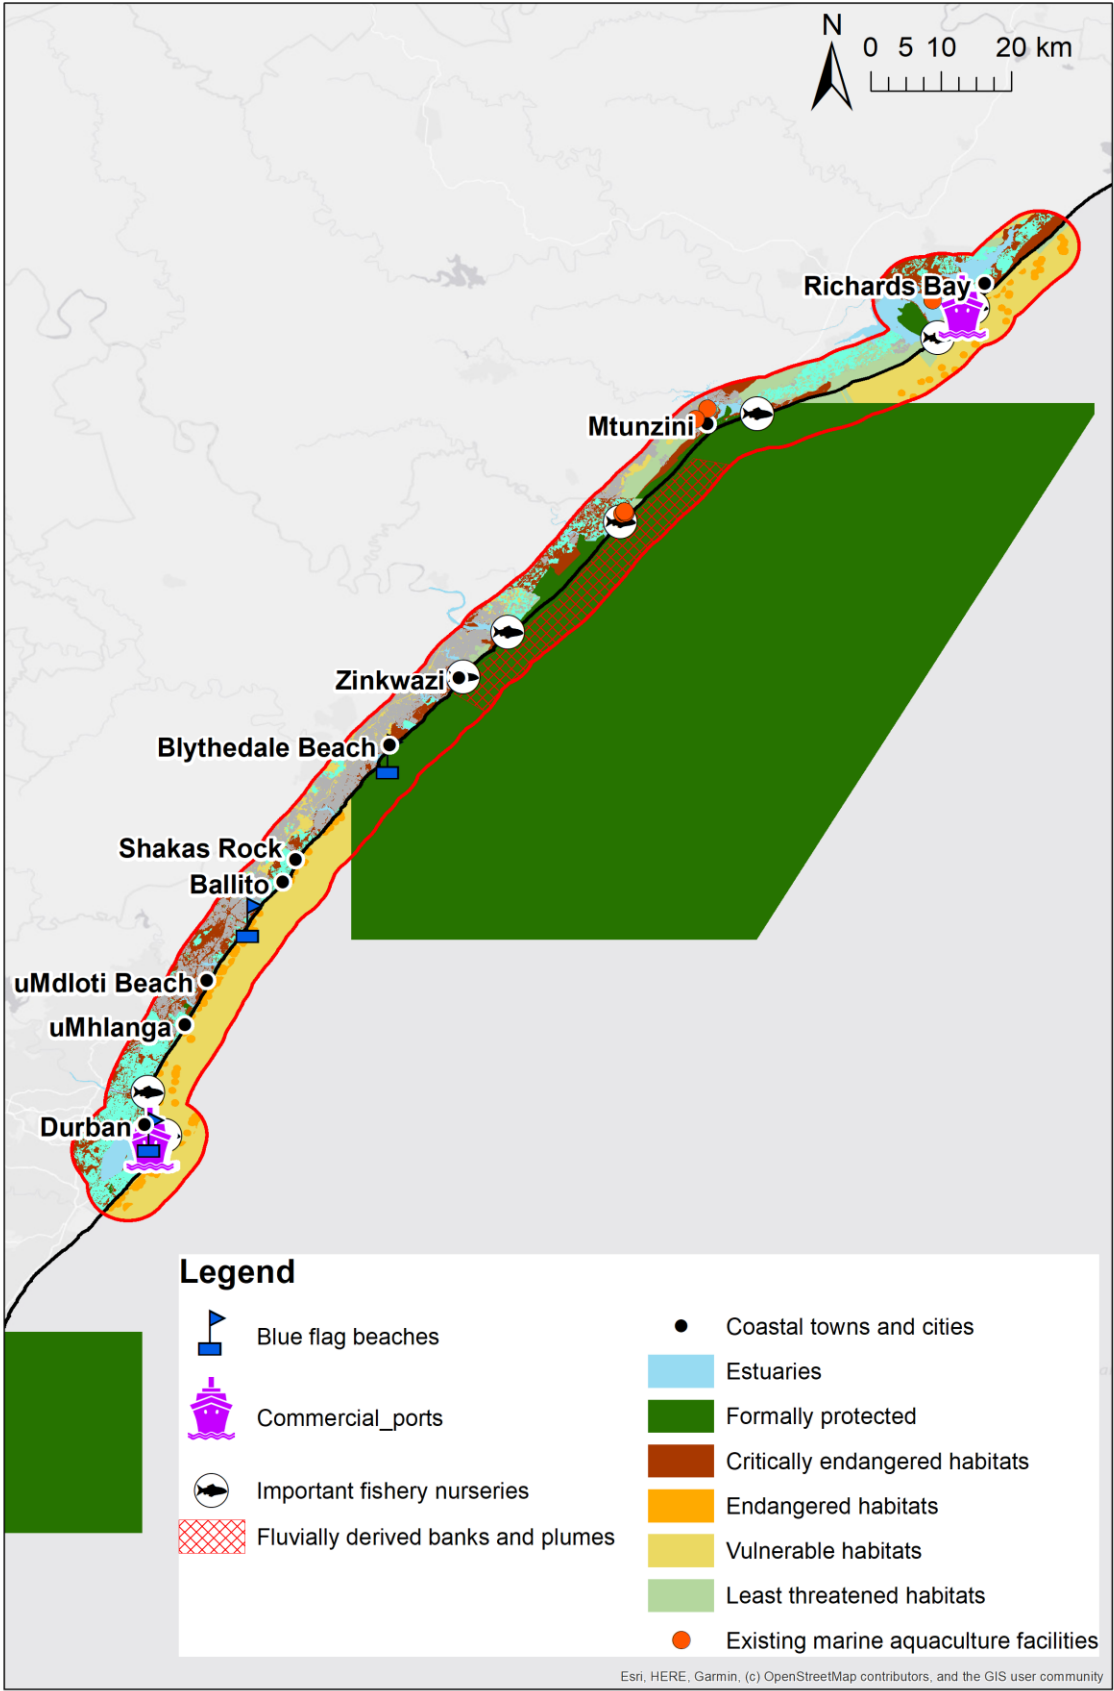 N
0 5 10 20 km
Richards Bay
Mtunzini
Zinkwazi
Blythedale Beach
Shakas Rock
Ballito
uMdloti Beach
uMhlanga
Durban
Legend
Blue flag beaches
Commercial_ports
Important fishery nurseries
Fluvially derived banks and plumes
Coastal towns and cities
Estuaries
Formally protected
Critically endangered habitats
Endangered habitats
Vulnerable habitats
Least threatened habitats
Existing marine aquaculture facilities
Esri, HERE, Garmin, (c) OpenStreetMap contributors, and the GIS user community